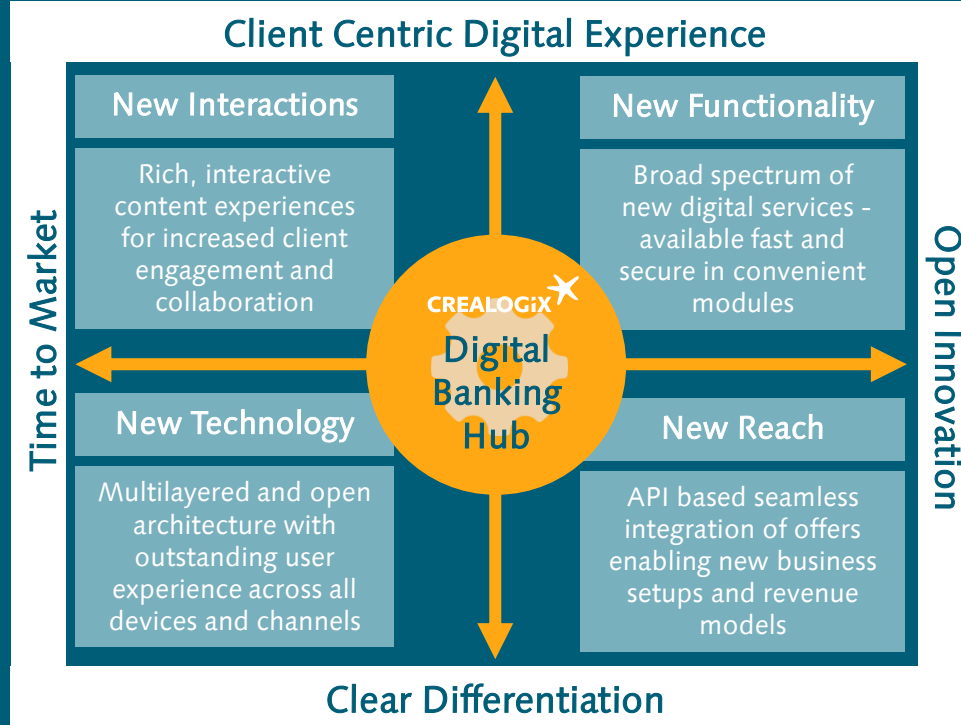 Client Centric Digital Experience
New Interactions
Rich, interactive
content experiences
for increased client
engagement and
collaboration
New Functionality
Broad spectrum of
new digital services -
available fast and
secure in convenient
modules
Time to Market
CREALOGiX
Digital
Banking
Hub
Open Innovation
New Technology
Multilayered and open
architecture with
outstanding user
experience across all
devices and channels
New Reach
API based seamless
integration of offers
enabling new business
setups and revenue
models
Clear Differentiation